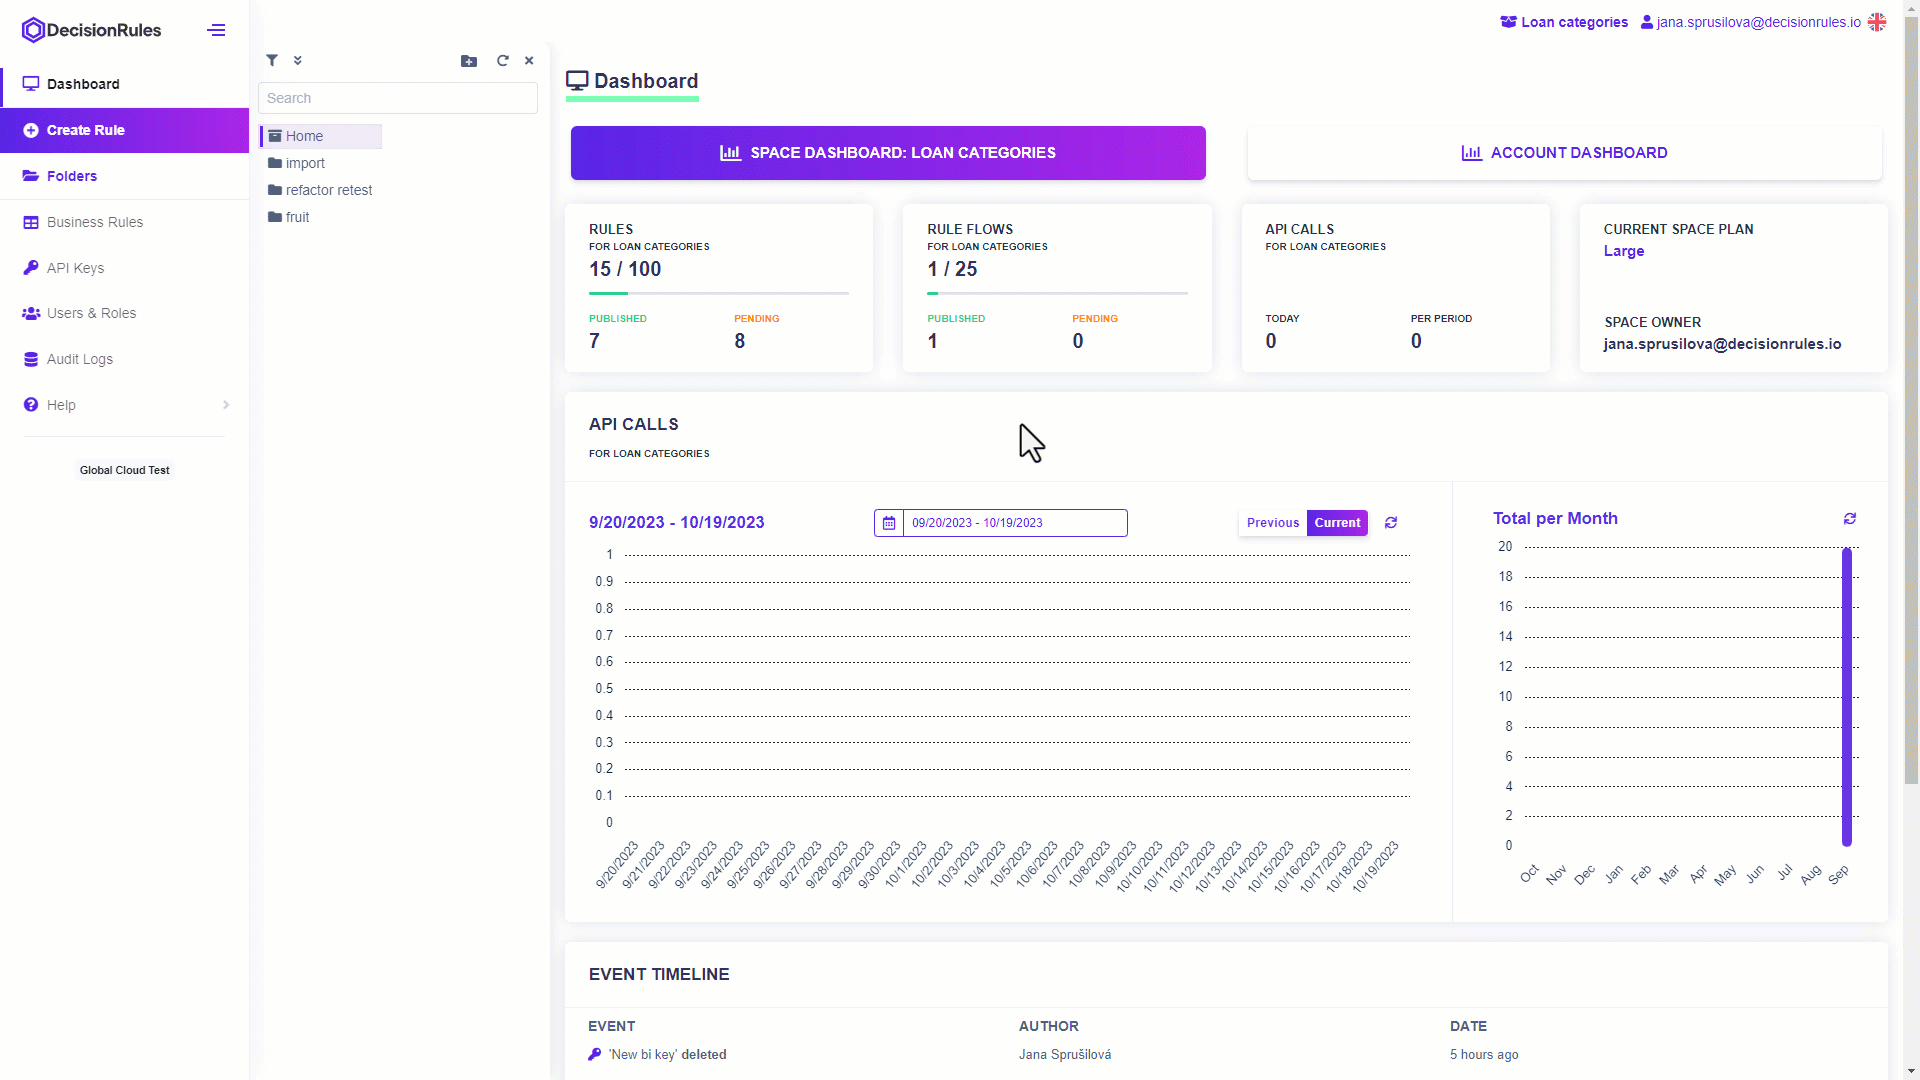 DecisionRules
Dashboard
Create Rule
Folders
Business Rules
API Keys
Users & Roles
Audit Logs
Help
Global Cloud Test
Search
Home
import
refactor retest
fruit
Loan categories jana.sprusilova@decisionrules.io
Dashboard
SPACE DASHBOARD: LOAN CATEGORIES
ACCOUNT DASHBOARD
RULES
FOR LOAN CATEGORIES
15 / 100
PUBLISHED PENDING
7 8
RULE FLOWS
FOR LOAN CATEGORIES
1 / 25
PUBLISHED PENDING
1 0
API CALLS
FOR LOAN CATEGORIES
TODAY PER PERIOD
0 0
CURRENT SPACE PLAN
Large
SPACE OWNER
jana.sprusilova@decisionrules.io
API CALLS
FOR LOAN CATEGORIES
9/20/2023 - 10/19/2023
09/20/2023 - 10/19/2023
Previous Current
1
0.9
0.8
0.7
0.6
0.5
0.4
0.3
0.2
0.1
0
9/20/2023 9/21/2023 9/22/2023 9/23/2023 9/24/2023 9/25/2023 9/26/2023 9/27/2023 9/28/2023 9/29/2023 9/30/2023 10/1/2023 10/2/2023 10/3/2023 10/4/2023 10/5/2023 10/6/2023 10/7/2023 10/8/2023 10/9/2023 10/10/2023 10/11/2023 10/12/2023 10/13/2023 10/14/2023 10/15/2023 10/16/2023 10/17/2023 10/18/2023 10/19/2023
Total per Month
20
18
16
14
12
10
8
6
4
2
0
Oct Nov Dec Jan Feb Mar Apr May Jun Jul Aug Sep
EVENT TIMELINE
EVENT AUTHOR DATE
'New bi key' deleted Jana Sprušilová 5 hours ago